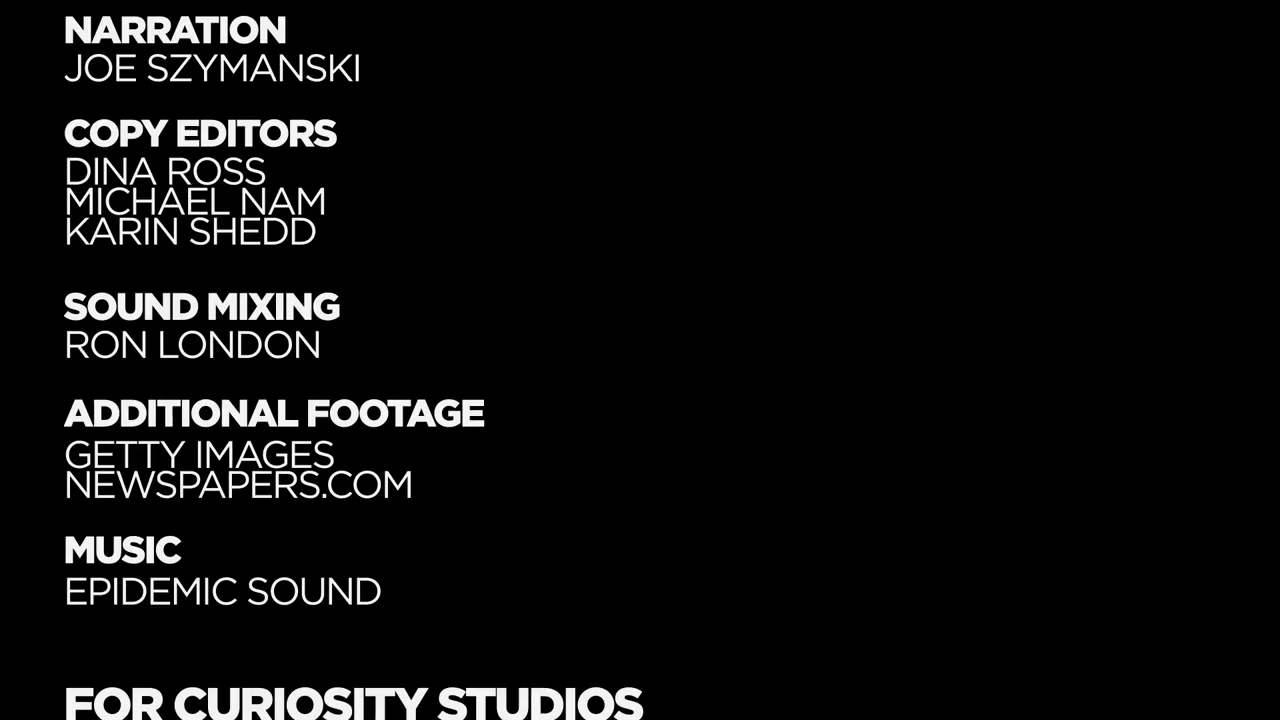 NARRATION
JOE SZYMANSKI
COPY EDITORS
DINA ROSS
MICHAEL NAM
KARIN SHEDD
SOUND MIXING
RON LONDON
ADDITIONAL FOOTAGE
GETTY IMAGES
NEWSPAPERS.COM
MUSIC
EPIDEMIC SOUND
FOR CURIOSITY STUDIOS